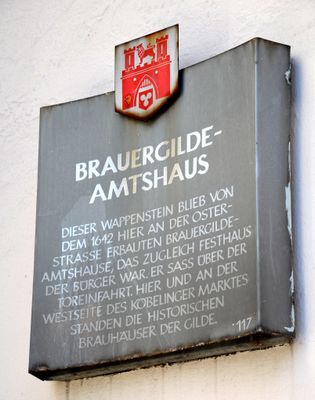 BRAUERGILDE-
AMTSHAUS
DIESER WAPPENSTEIN BLIEB VON
DEM 1642 HIER AN DER OSTER-
STRASSE ERBAUTEN BRAUERGILDE-
AMTSHAUSE, DAS ZUGLEICH FESTHAUS
DER BÜRGER WAR. ER SASS ÜBER DER
TOREINFAHRT. HIER UND AN DER
WESTSEITE DES KÖBELINGER MARKTES
STANDEN DIE HISTORISCHEN
BRAUHÄUSER DER GILDE.
117